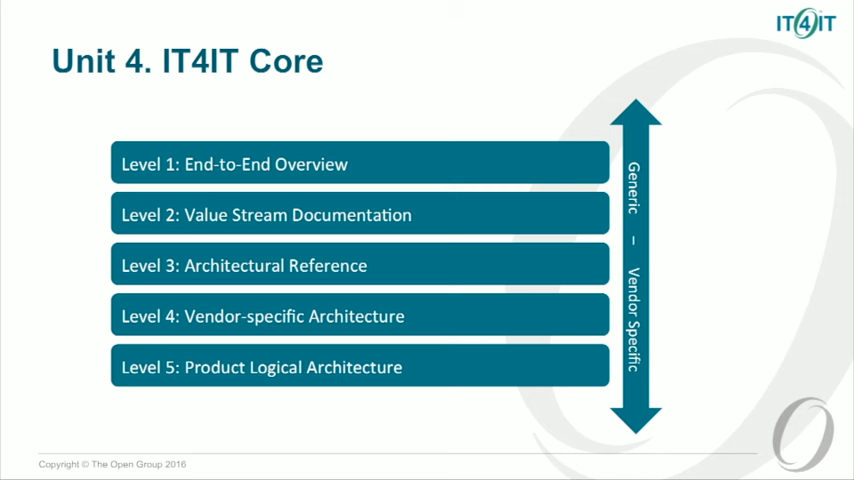 IT4IT
Unit 4. IT4IT Core
Level 1: End-to-End Overview
Level 2: Value Stream Documentation
Level 3: Architectural Reference
Level 4: Vendor-specific Architecture
Level 5: Product Logical Architecture
Generic – Vendor Specific
Copyright © The Open Group 2016